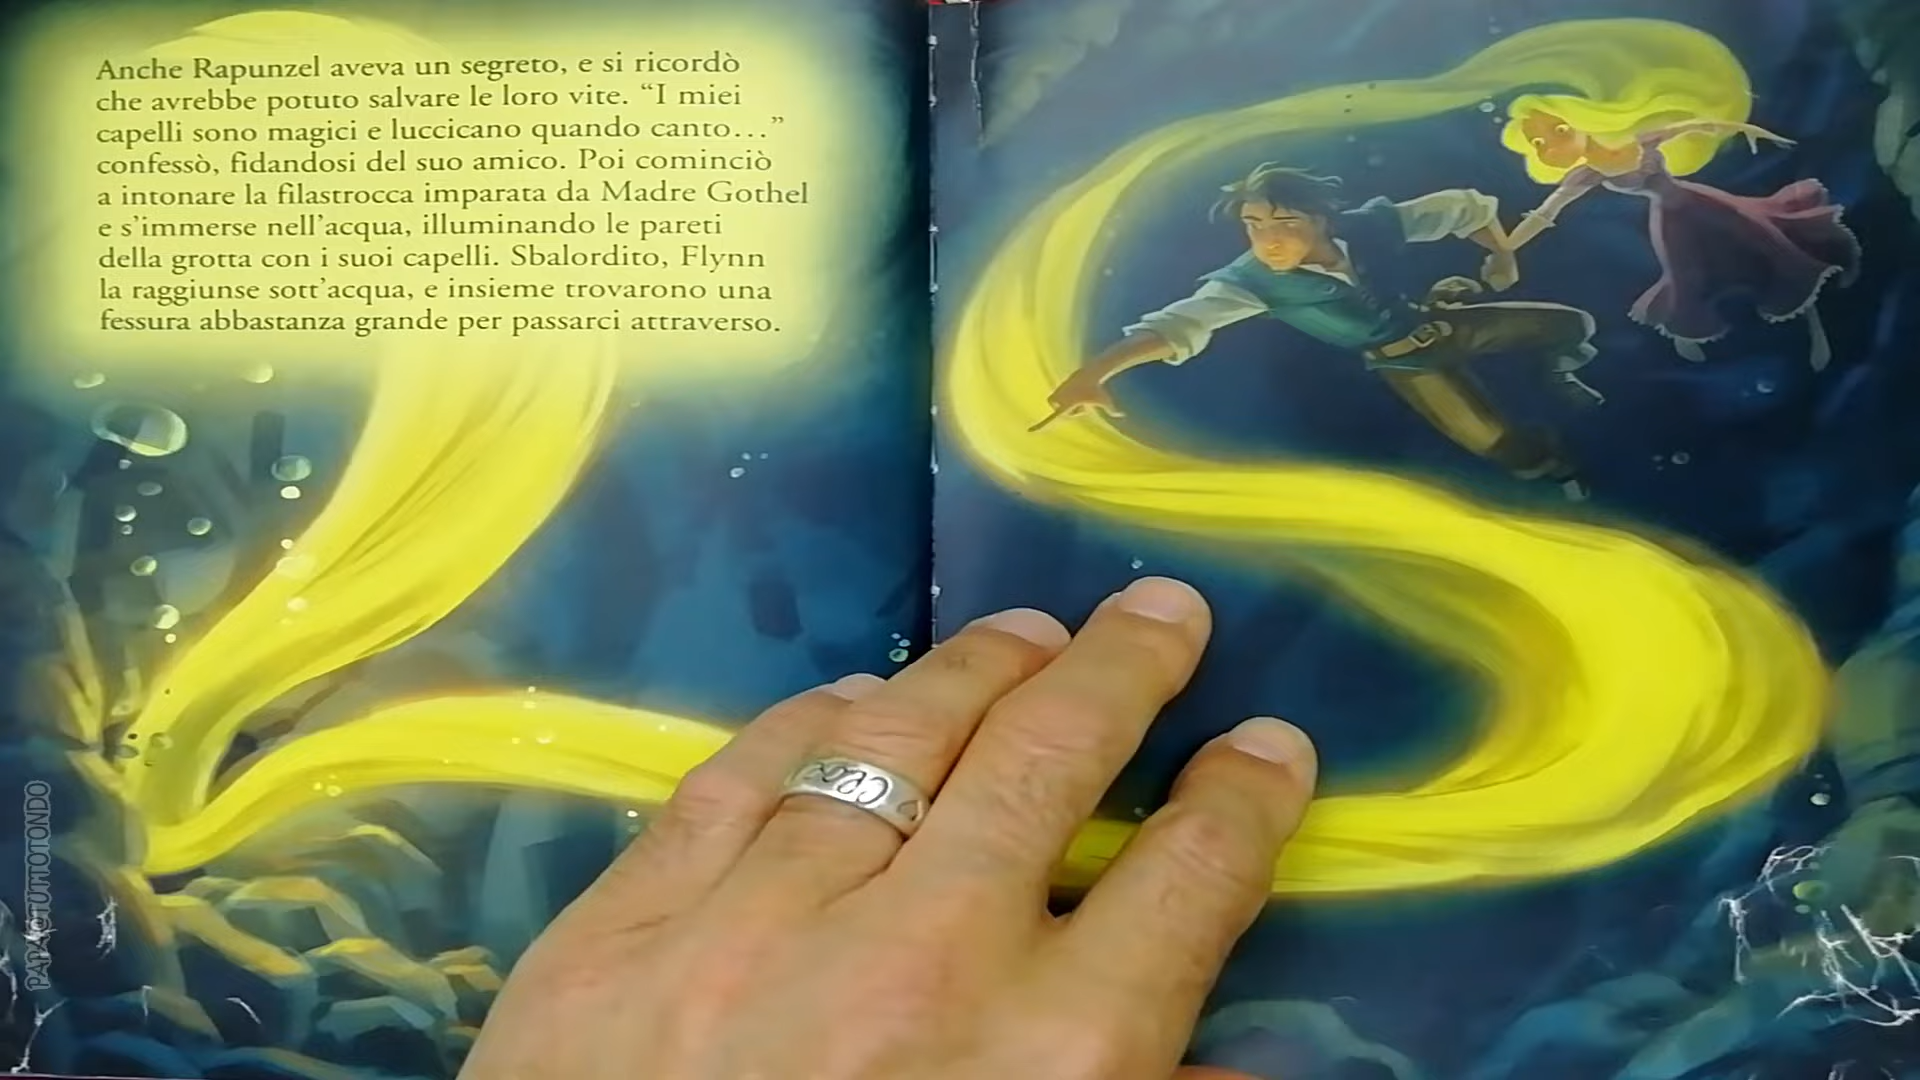 Anche Rapunzel aveva un segreto, e si ricordò
che avrebbe potuto salvare le loro vite. “I miei
capelli sono magici e luccicano quando canto…”
confessò, fidandosi del suo amico. Poi cominciò
a intonare la filastrocca imparata da Madre Gothel
e s’immerse nell’acqua, illuminando le pareti
della grotta con i suoi capelli. Sbalordito, Flynn
la raggiunse sott’acqua, e insieme trovarono una
fessura abbastanza grande per passarci attraverso.